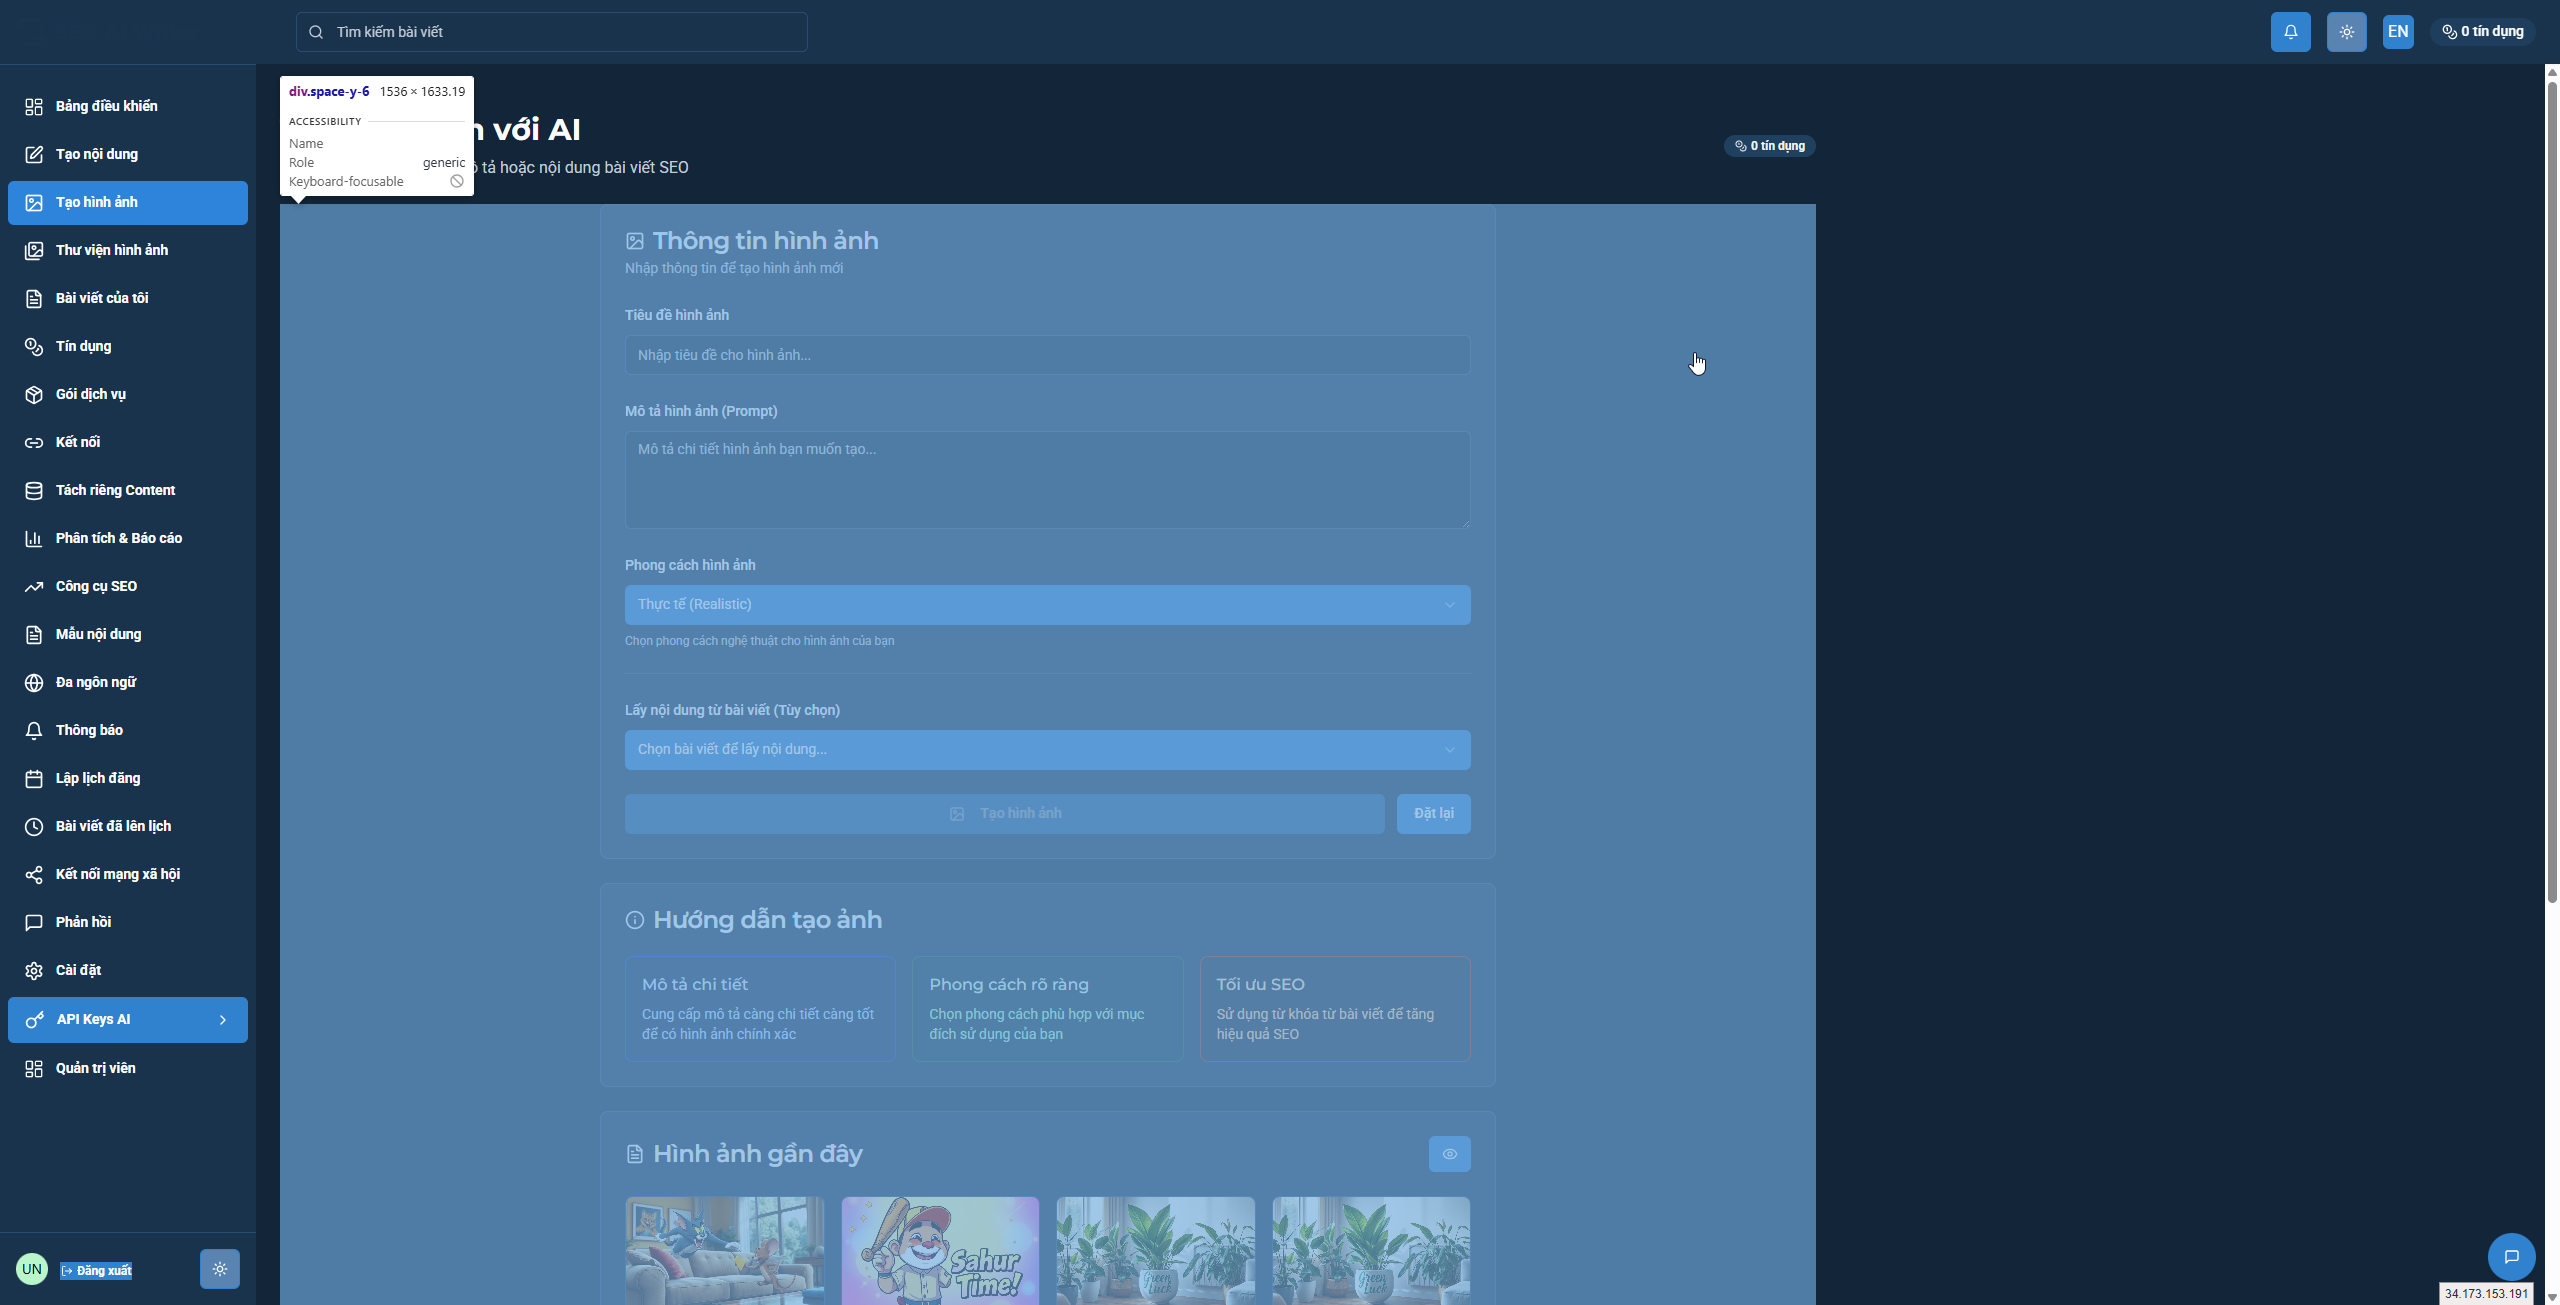 Tìm kiếm bài viết
EN
0 tín dụng
Bảng điều khiển
Tạo nội dung
Tạo hình ảnh
Thư viện hình ảnh
Bài viết của tôi
Tín dụng
Gói dịch vụ
Kết nối
Tách riêng Content
Phân tích & Báo cáo
Công cụ SEO
Mẫu nội dung
Đa ngôn ngữ
Thông báo
Lập lịch đăng
Bài viết đã lên lịch
Kết nối mạng xã hội
Phản hồi
Cài đặt
API Keys AI
Quản trị viên
UN
Đăng xuất
div.space-y-6 1536 × 1633.19
ACCESSIBILITY
Name
Role generic
Keyboard-focusable
với AI
tả hoặc nội dung bài viết SEO
0 tín dụng
Thông tin hình ảnh
Nhập thông tin để tạo hình ảnh mới
Tiêu đề hình ảnh
Nhập tiêu đề cho hình ảnh...
Mô tả hình ảnh (Prompt)
Mô tả chi tiết hình ảnh bạn muốn tạo...
Phong cách hình ảnh
Thực tế (Realistic)
Chọn phong cách nghệ thuật cho hình ảnh của bạn
Lấy nội dung từ bài viết (Tùy chọn)
Chọn bài viết để lấy nội dung...
Tạo hình ảnh
Đặt lại
Hướng dẫn tạo ảnh
Mô tả chi tiết
Cung cấp mô tả càng chi tiết càng tốt
để có hình ảnh chính xác
Phong cách rõ ràng
Chọn phong cách phù hợp với mục
đích sử dụng của bạn
Tối ưu SEO
Sử dụng từ khóa từ bài viết để tăng
hiệu quả SEO
Hình ảnh gần đây
Sahur
Time!
Green
Luck
Green
Luck
34.173.153.191